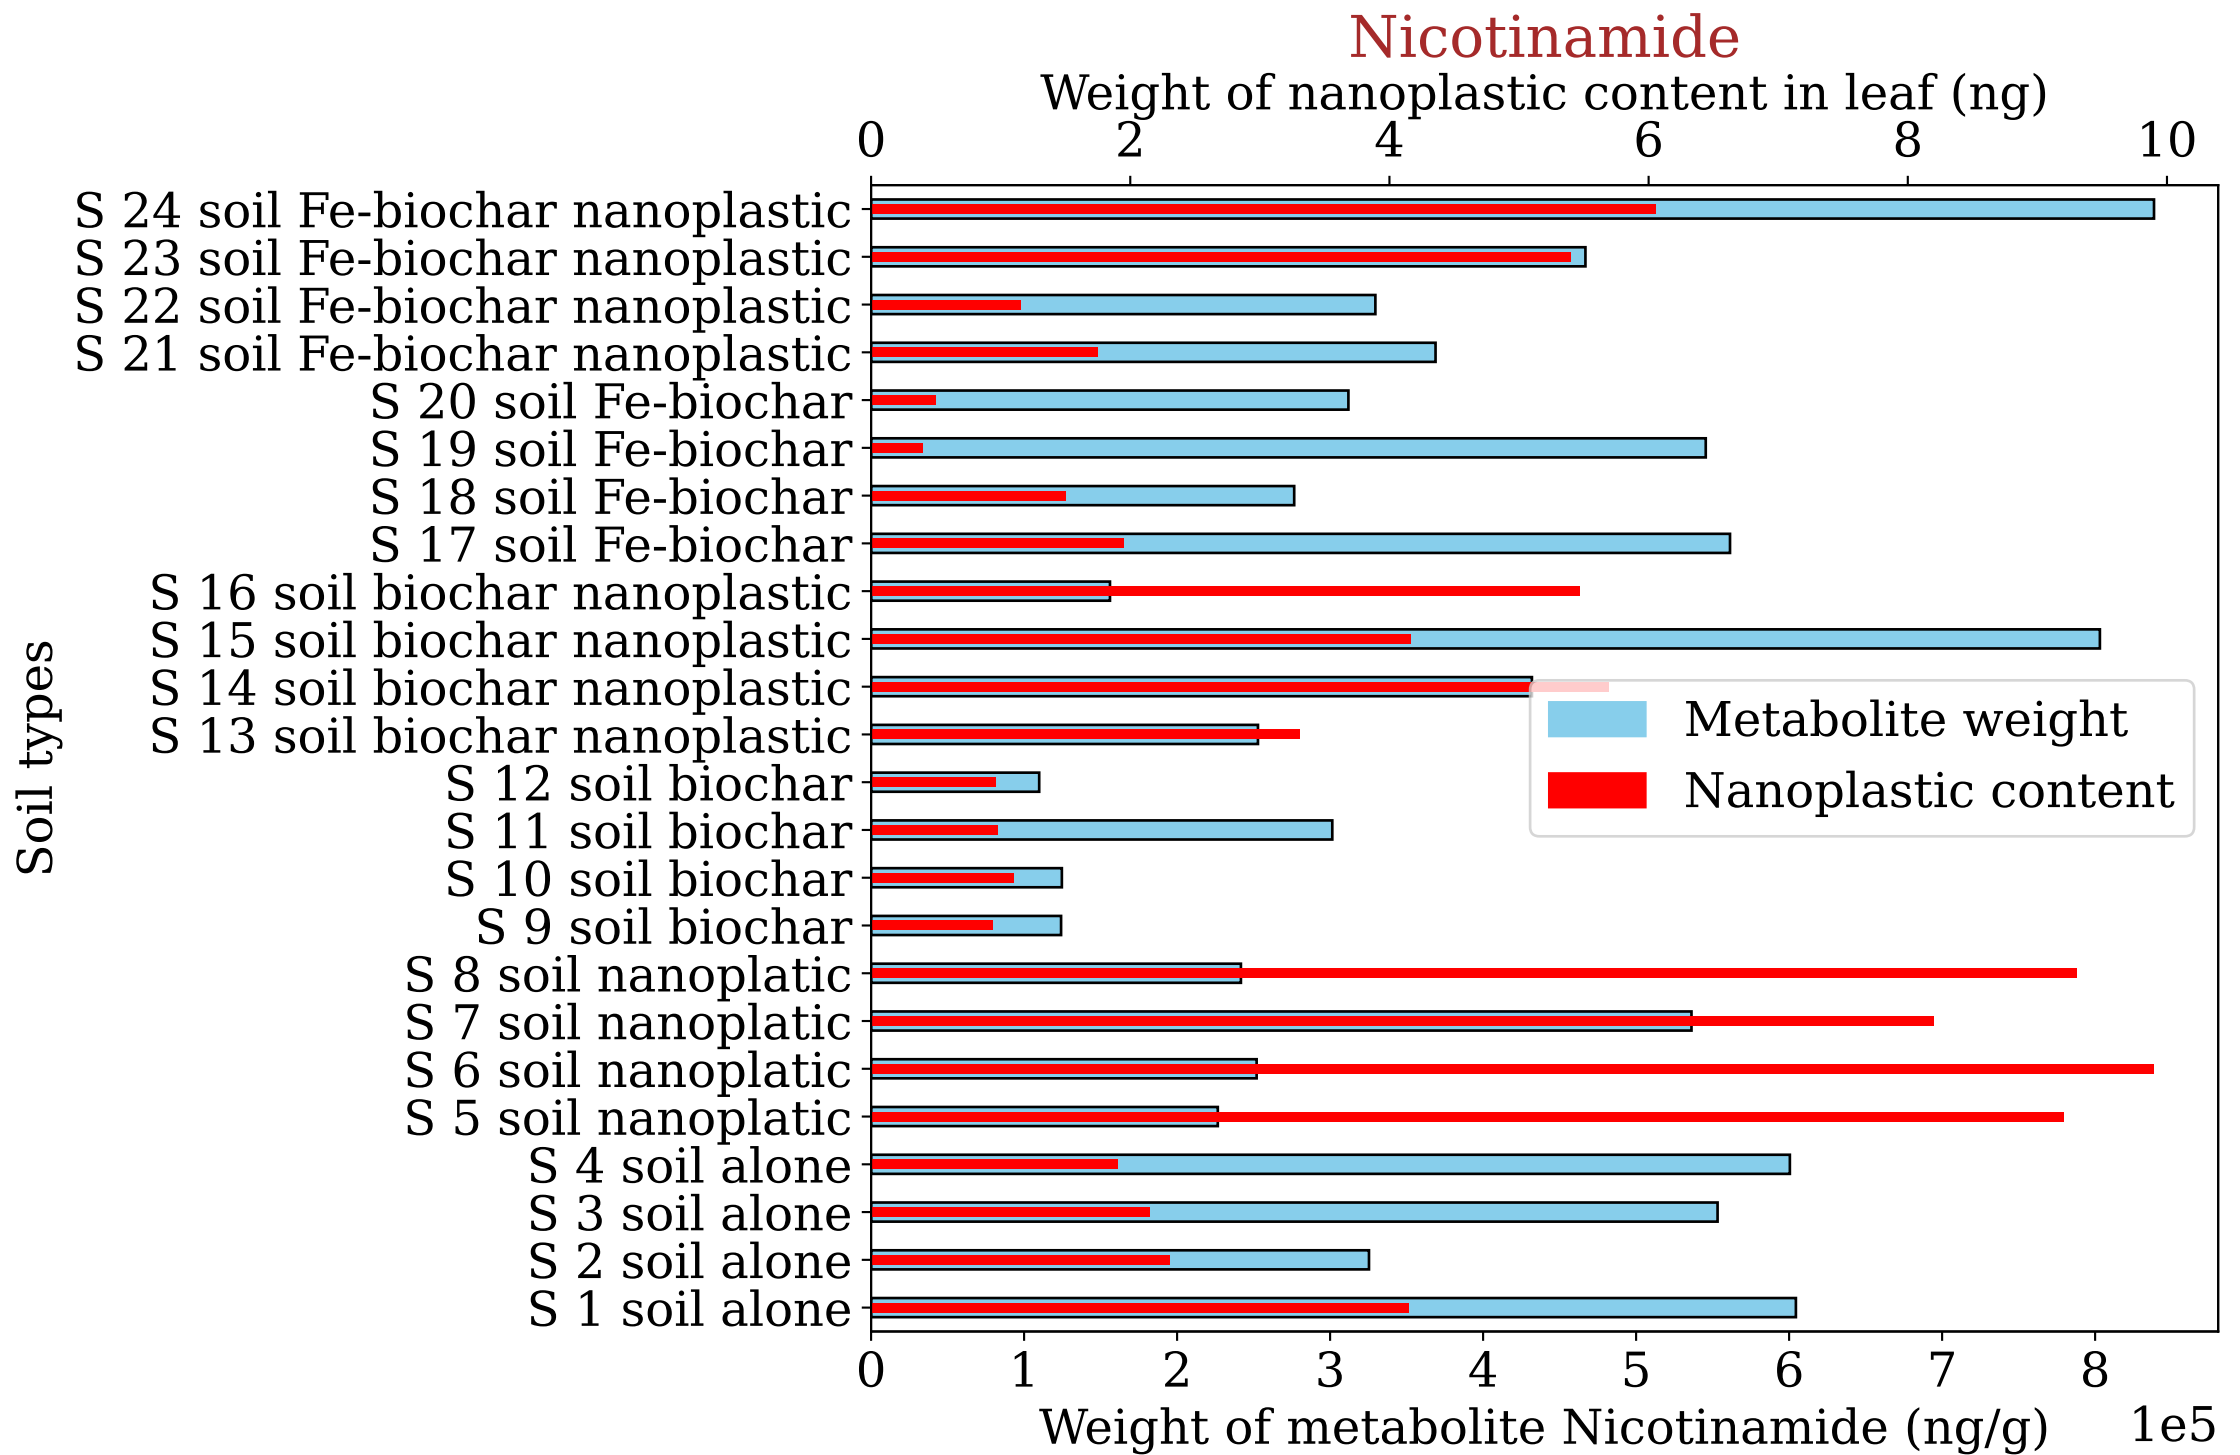 Nicotinamide
Weight of nanoplastic content in leaf (ng)
0 2 4 6 8 10
S 24 soil Fe-biochar nanoplastic
S 23 soil Fe-biochar nanoplastic
S 22 soil Fe-biochar nanoplastic
S 21 soil Fe-biochar nanoplastic
S 20 soil Fe-biochar
S 19 soil Fe-biochar
S 18 soil Fe-biochar
S 17 soil Fe-biochar
S 16 soil biochar nanoplastic
S 15 soil biochar nanoplastic
S 14 soil biochar nanoplastic
S 13 soil biochar nanoplastic
S 12 soil biochar
S 11 soil biochar
S 10 soil biochar
S 9 soil biochar
S 8 soil nanoplatic
S 7 soil nanoplatic
S 6 soil nanoplatic
S 5 soil nanoplatic
S 4 soil alone
S 3 soil alone
S 2 soil alone
S 1 soil alone
Soil types
Metabolite weight
Nanoplastic content
0 1 2 3 4 5 6 7 8
Weight of metabolite Nicotinamide (ng/g)
1e5